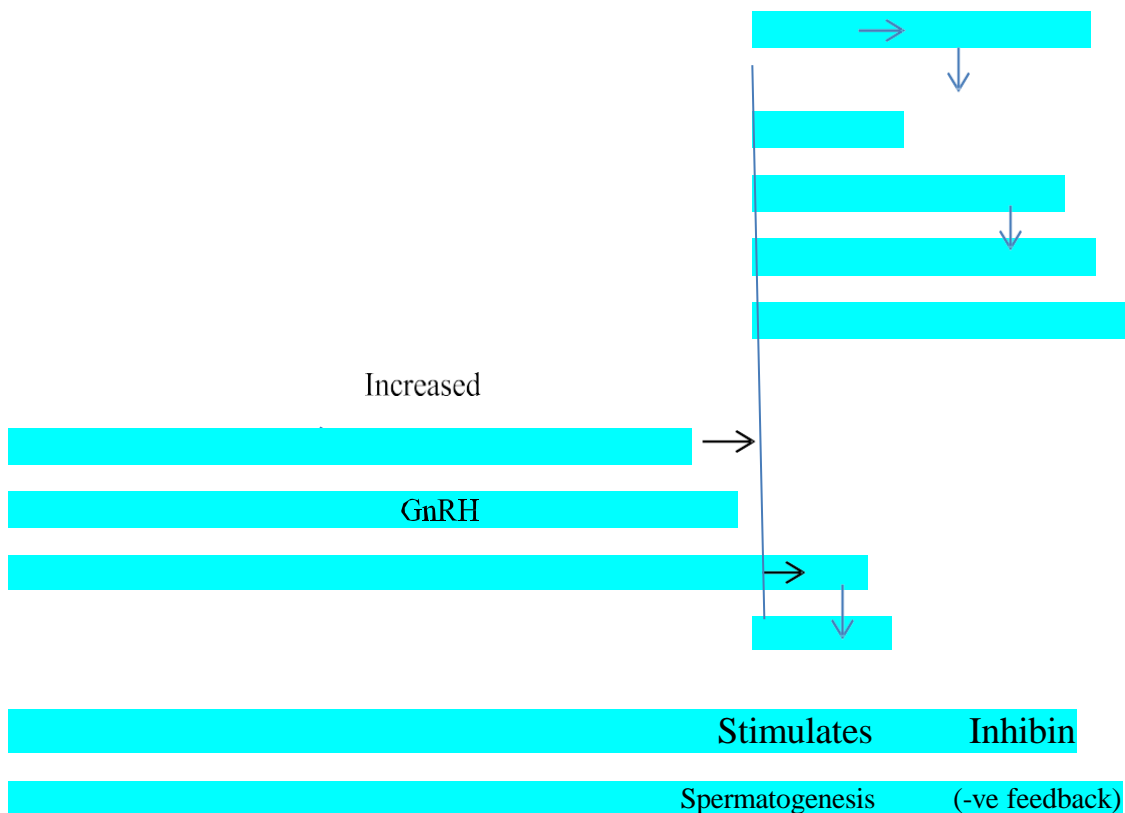 Increased
GnRH
Stimulates Inhibin
Spermatogenesis (-ve feedback)